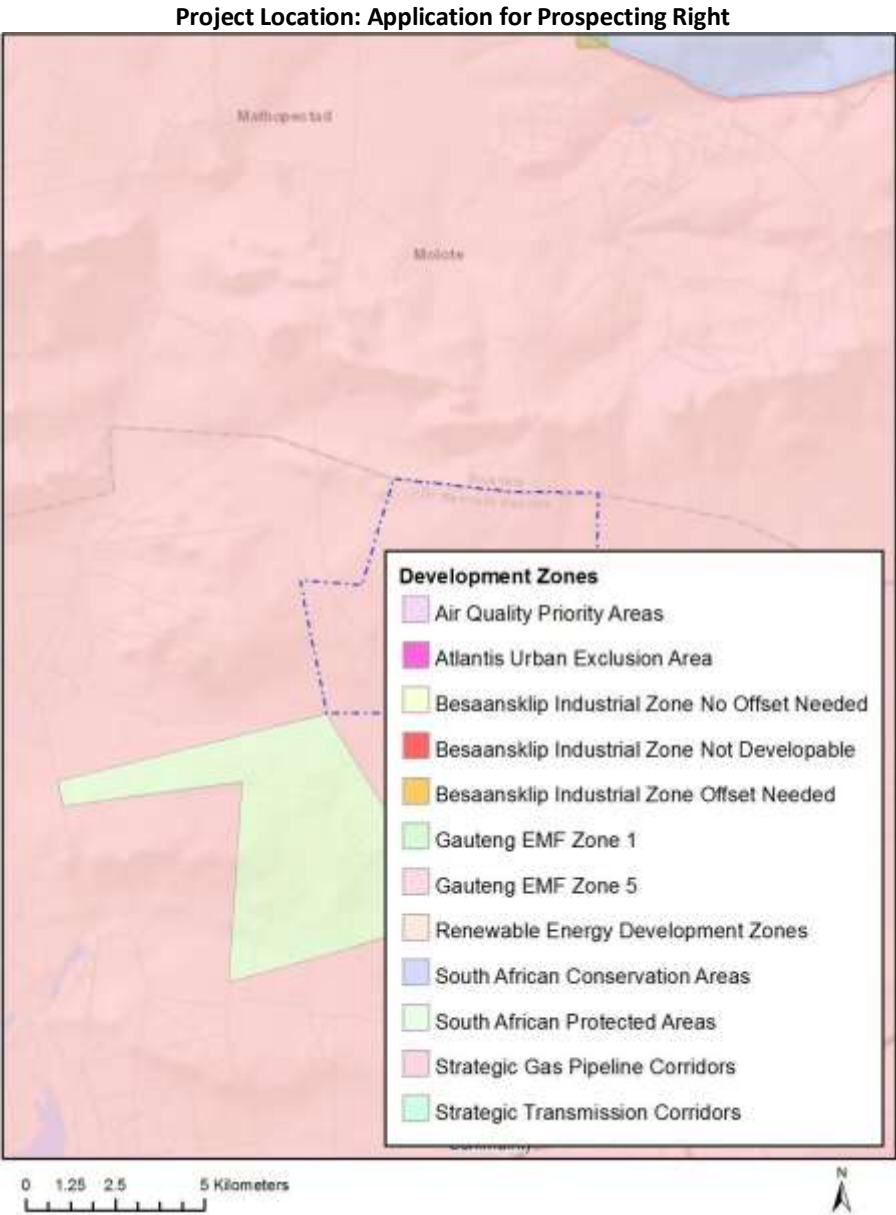 Project Location: Application for Prospecting Right
Mathopestad
Molote
Development Zones
Air Quality Priority Areas
Atlantis Urban Exclusion Area
Besaansklip Industrial Zone No Offset Needed
Besaansklip Industrial Zone Not Developable
Besaansklip Industrial Zone Offset Needed
Gauteng EMF Zone 1
Gauteng EMF Zone 5
Renewable Energy Development Zones
South African Conservation Areas
South African Protected Areas
Strategic Gas Pipeline Corridors
Strategic Transmission Corridors
0 1.25 2.5 5 Kilometers
N